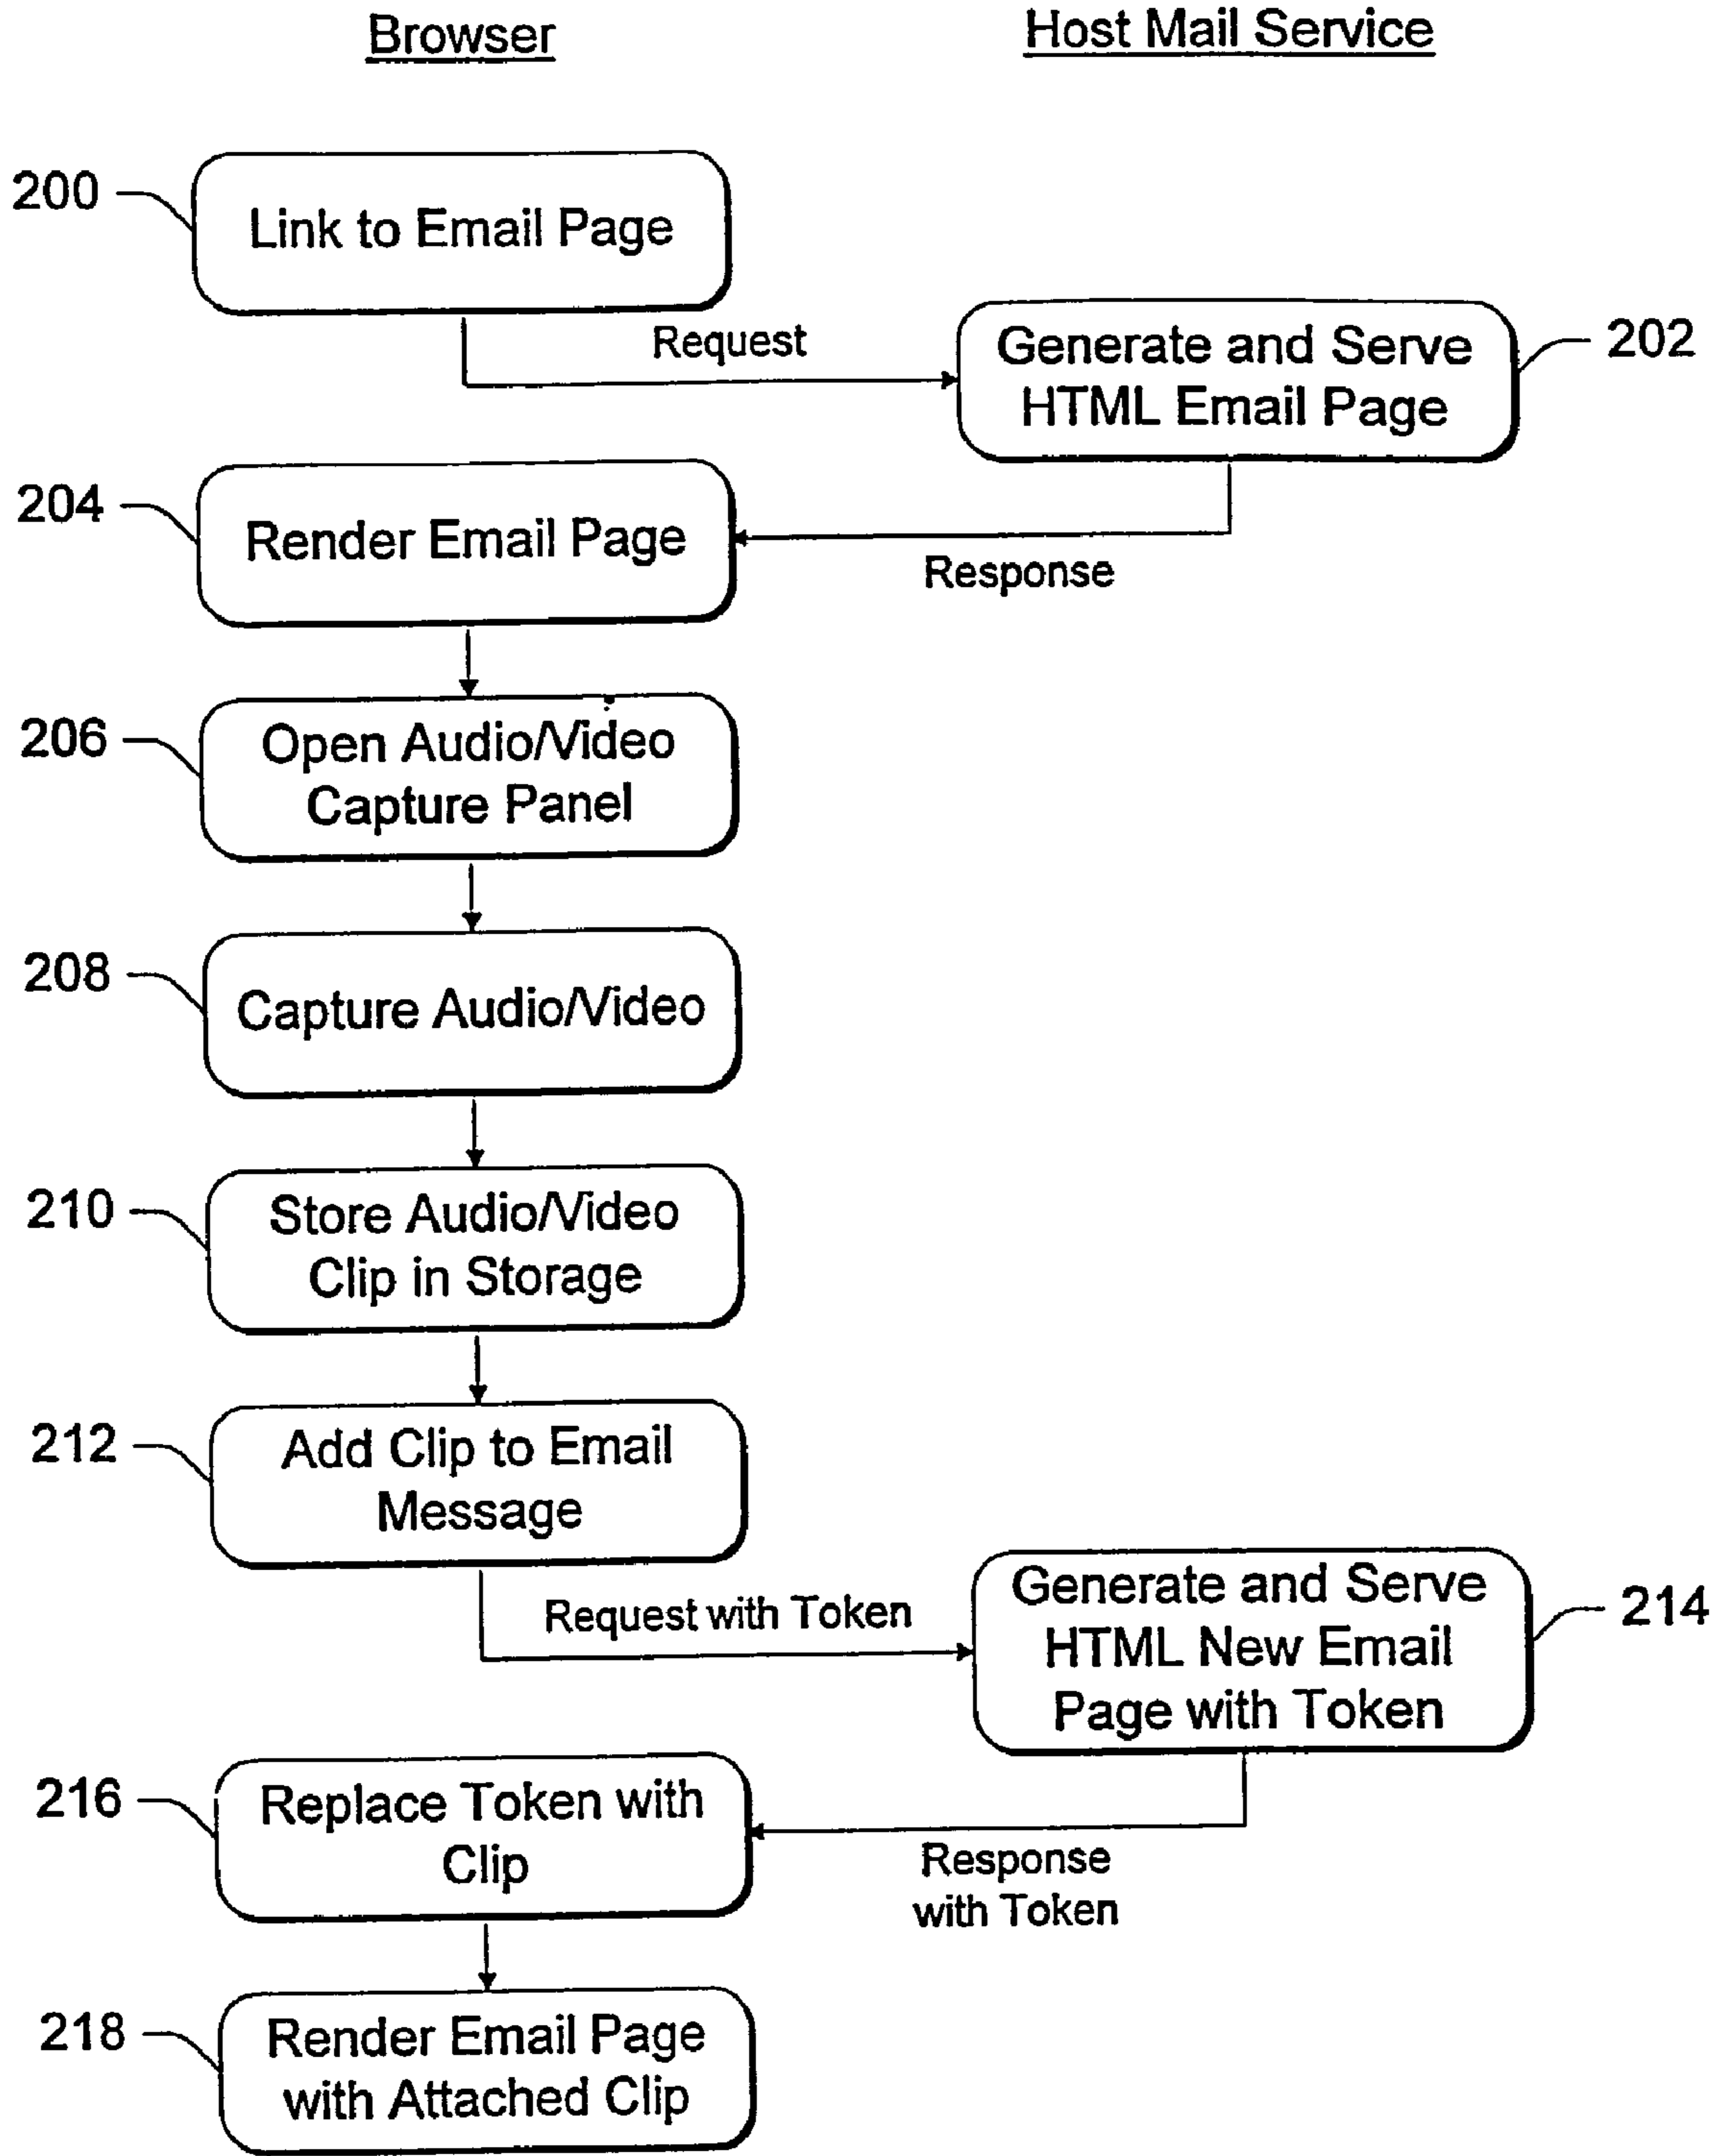 Browser
Host Mail Service
200
Link to Email Page
Request
Generate and Serve
HTML Email Page
202
204
Render Email Page
Response
206
Open Audio/Video
Capture Panel
208
Capture Audio/Video
210
Store Audio/Video
Clip in Storage
212
Add Clip to Email
Message
Request with Token
Generate and Serve
HTML New Email
Page with Token
214
216
Replace Token with
Clip
Response
with Token
218
Render Email Page
with Attached Clip